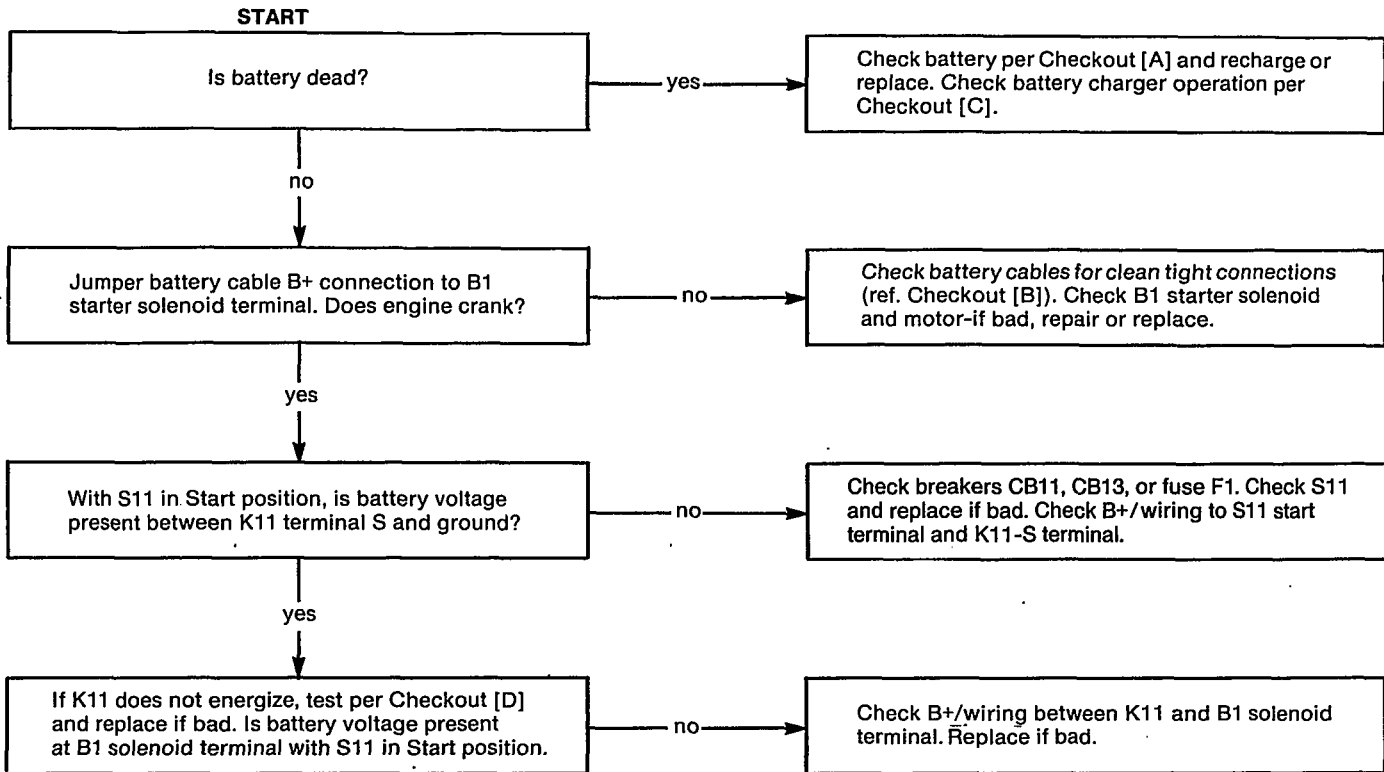 START
Is battery dead?
yes
Check battery per Checkout [A] and recharge or
replace. Check battery charger operation per
Checkout [C].
no
Jumper battery cable B+ connection to B1
starter solenoid terminal. Does engine crank?
no
Check battery cables for clean tight connections
(ref. Checkout [B]). Check B1 starter solenoid
and motor-if bad, repair or replace.
yes
With S11 in Start position, is battery voltage
present between K11 terminal S and ground?
no
Check breakers CB11, CB13, or fuse F1. Check S11
and replace if bad. Check B+/wiring to S11 start
terminal and K11-S terminal.
yes
If K11 does not energize, test per Checkout [D]
and replace if bad. Is battery voltage present
at B1 solenoid terminal with S11 in Start position.
no
Check B+/wiring between K11 and B1 solenoid
terminal. Replace if bad.